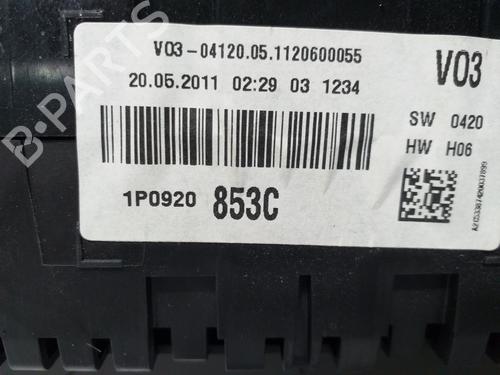 V03-04120.05.1120600055
20.05.2011 02:29 03 1234
V03
SW 0420
HW H06
1P0920 853C
A2C53387420037899
B-PARTS